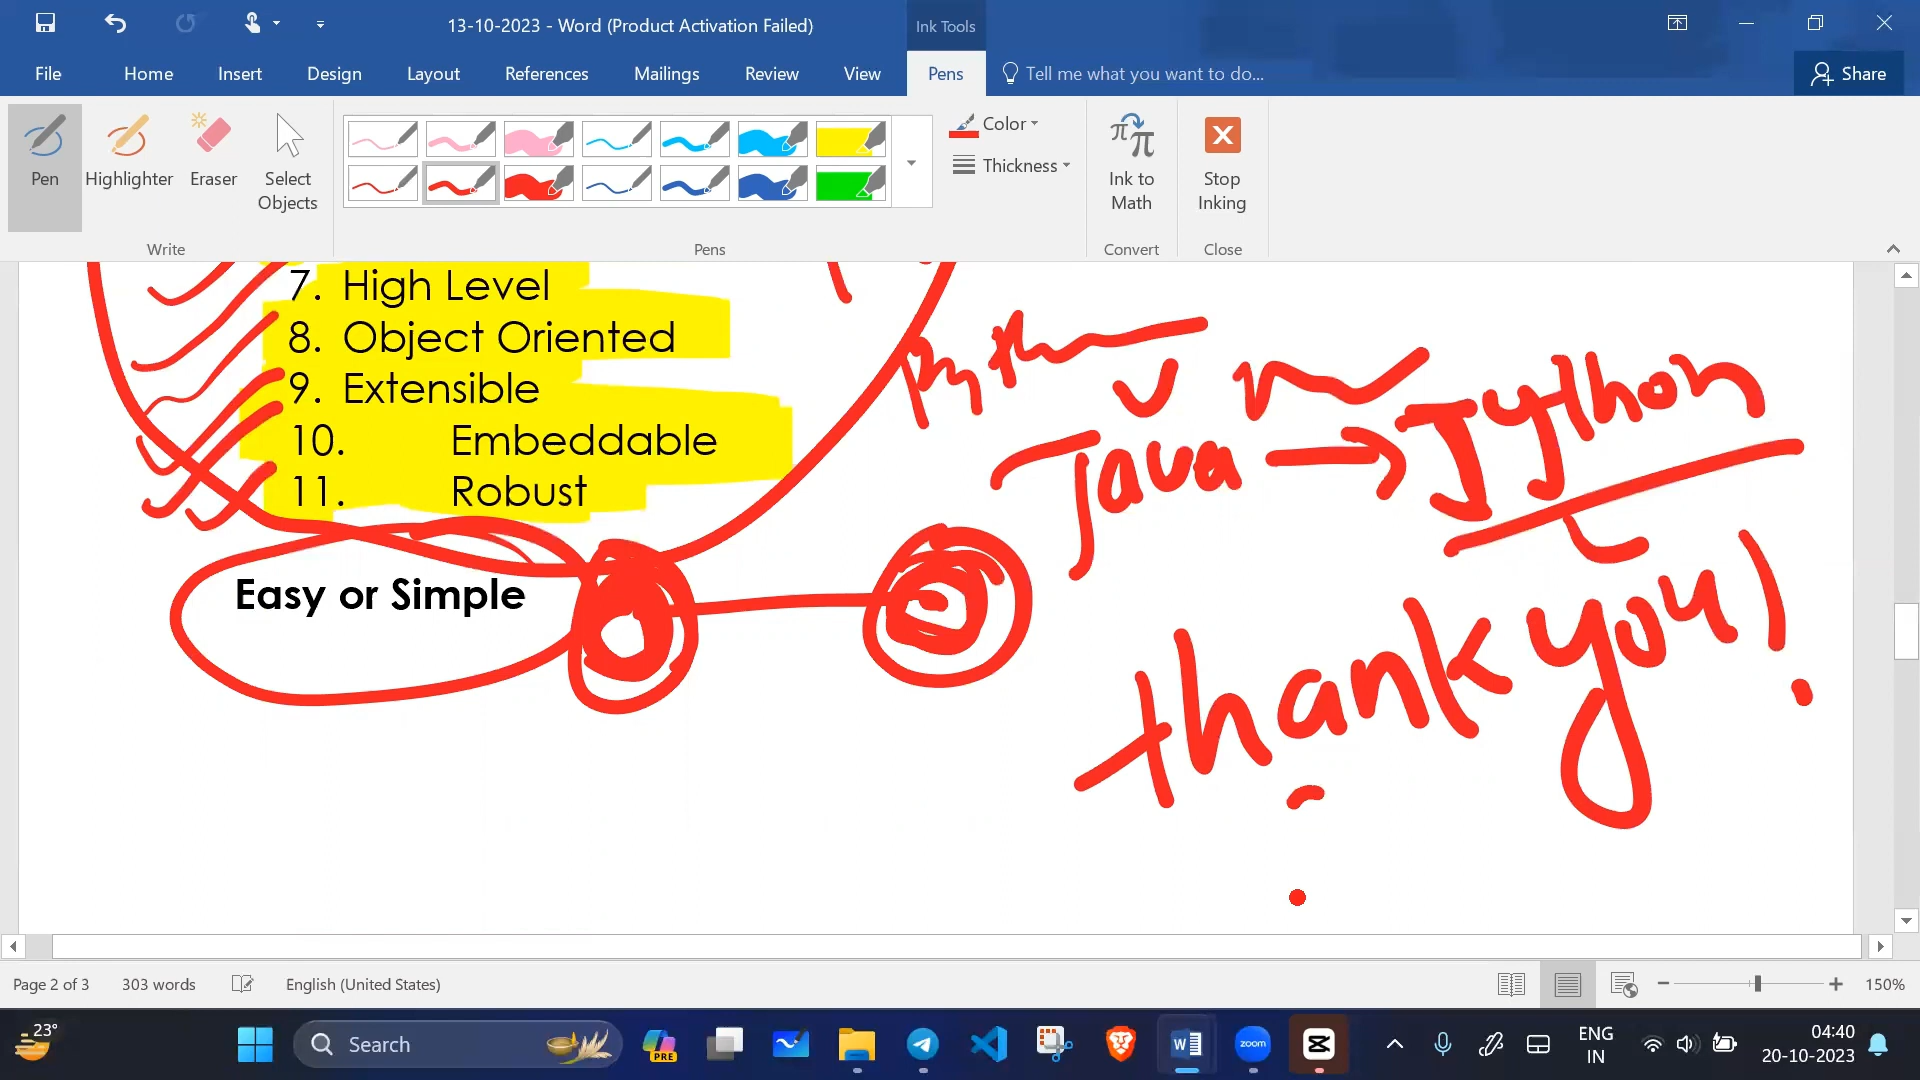 13-10-2023 - Word (Product Activation Failed)
Ink Tools
File Home Insert Design Layout References Mailings Review View Pens Tell me what you want to do... Share
Pen Highlighter Eraser Select Objects
Color
Thickness
Ink to Math
Stop Inking
Write Pens Convert Close
7. High Level
8. Object Oriented
9. Extensible
10. Embeddable
11. Robust
Easy or Simple
Java → Jython
thank you!
Page 2 of 3 303 words English (United States) 150%
23°
Search
PRE
zoom
ENG
IN
04:40
20-10-2023